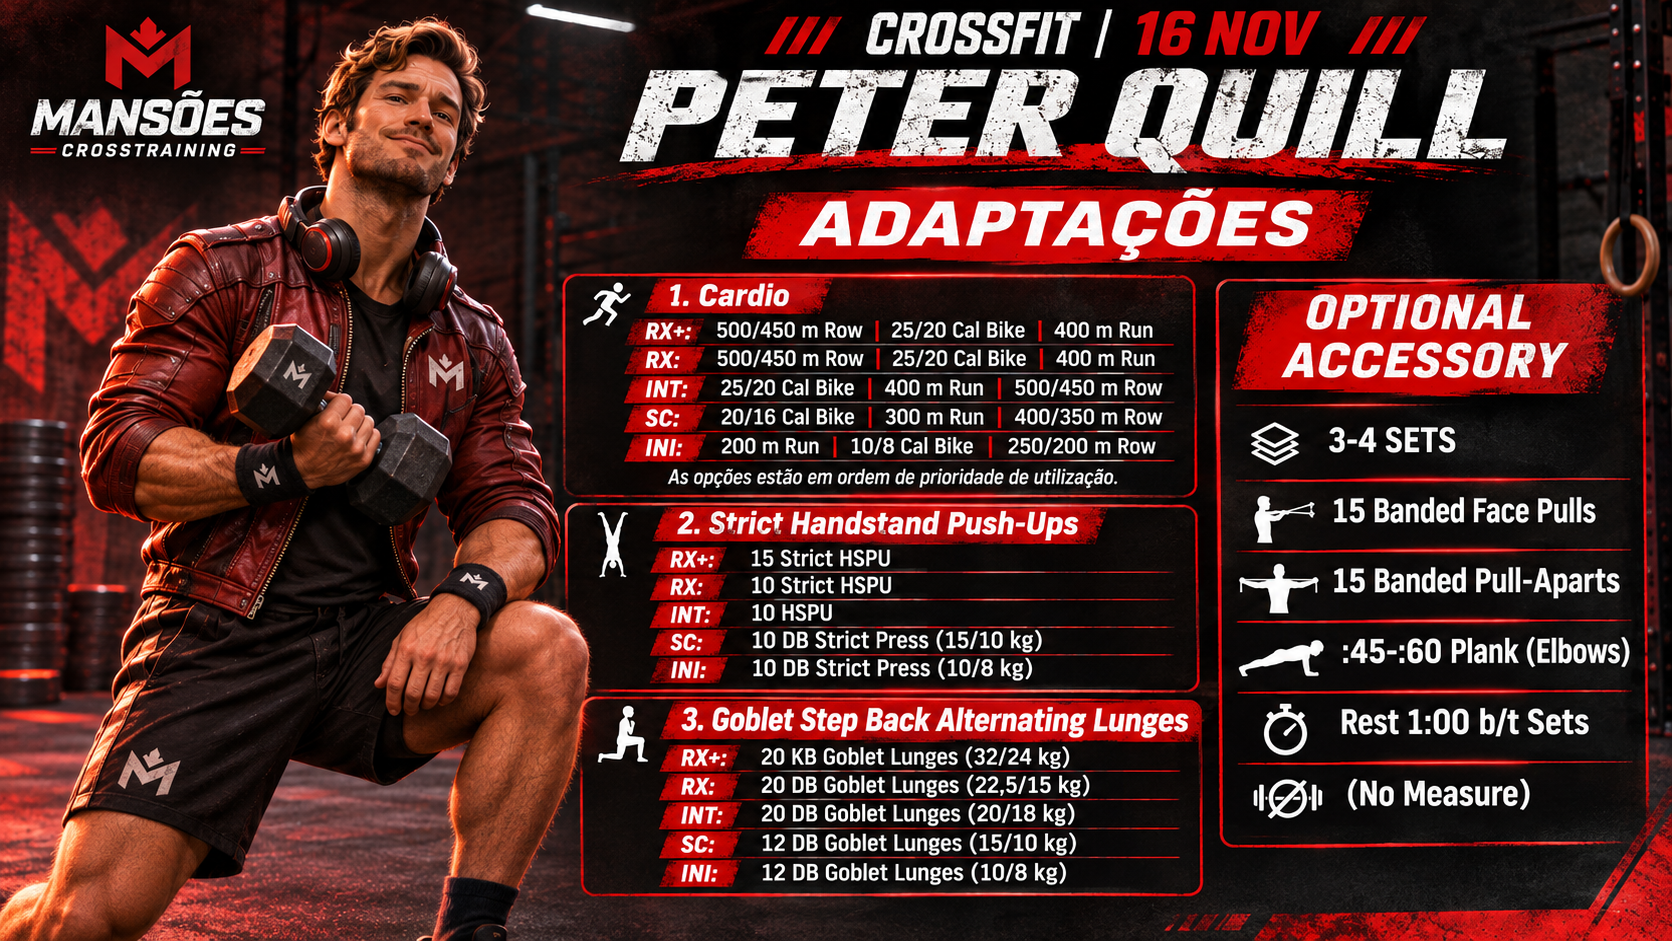 MANSÕES
CROSSTRAINING
CROSSFIT | 16 NOV
PETER QUILL
ADAPTAÇÕES
1. Cardio
RX+: 500/450 m Row | 25/20 Cal Bike | 400 m Run
RX: 500/450 m Row | 25/20 Cal Bike | 400 m Run
INT: 25/20 Cal Bike | 400 m Run | 500/450 m Row
SC: 20/16 Cal Bike | 300 m Run | 400/350 m Row
INI: 200 m Run | 10/8 Cal Bike | 250/200 m Row
As opções estão em ordem de prioridade de utilização.
2. Strict Handstand Push-Ups
RX+: 15 Strict HSPU
RX: 10 Strict HSPU
INT: 10 HSPU
SC: 10 DB Strict Press (15/10 kg)
INI: 10 DB Strict Press (10/8 kg)
3. Goblet Step Back Alternating Lunges
RX+: 20 KB Goblet Lunges (32/24 kg)
RX: 20 DB Goblet Lunges (22,5/15 kg)
INT: 20 DB Goblet Lunges (20/18 kg)
SC: 12 DB Goblet Lunges (15/10 kg)
INI: 12 DB Goblet Lunges (10/8 kg)
OPTIONAL
ACCESSORY
3-4 SETS
15 Banded Face Pulls
15 Banded Pull-Aparts
:45-:60 Plank (Elbows)
Rest 1:00 b/t Sets
(No Measure)